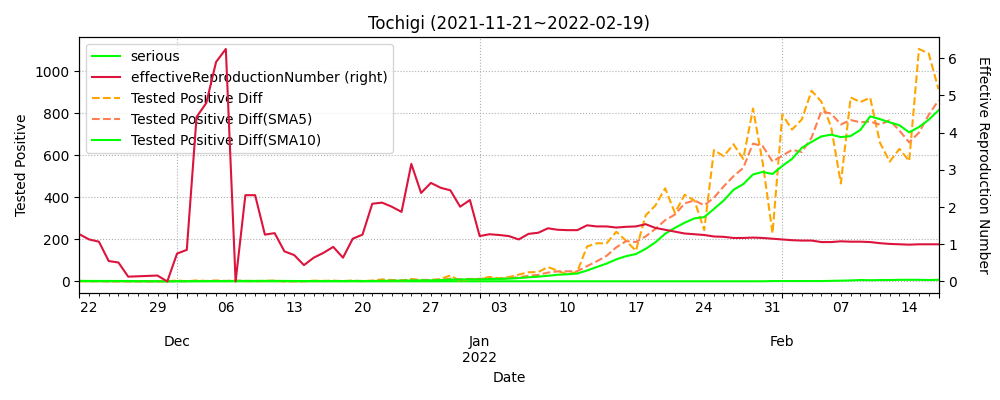 Tochigi (2021-11-21~2022-02-19)
serious
effectiveReproductionNumber (right)
Tested Positive Diff
Tested Positive Diff(SMA5)
Tested Positive Diff(SMA10)
Tested Positive
1000
800
600
400
200
0
6
5
4
3
2
1
0
Effective Reproduction Number
22 29 06 13 20 27 03 10 17 24 31 07 14
Dec Jan Feb
2022
Date